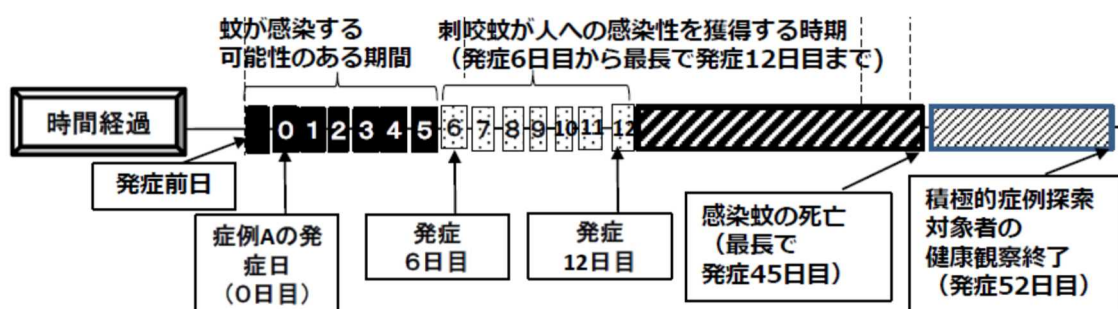 蚊が感染する
可能性のある期間
刺咬蚊が人への感染性を獲得する時期
(発症6日目から最長で発症12日目まで)
時間経過
0 1 2 3 4 5 6 7 8 9 10 11 12
発症前日
症例Aの発
症日
(0日目)
発症
6日目
発症
12日目
感染蚊の死亡
(最長で
発症45日目)
積極的症例探索
対象者の
健康観察終了
(発症52日目)